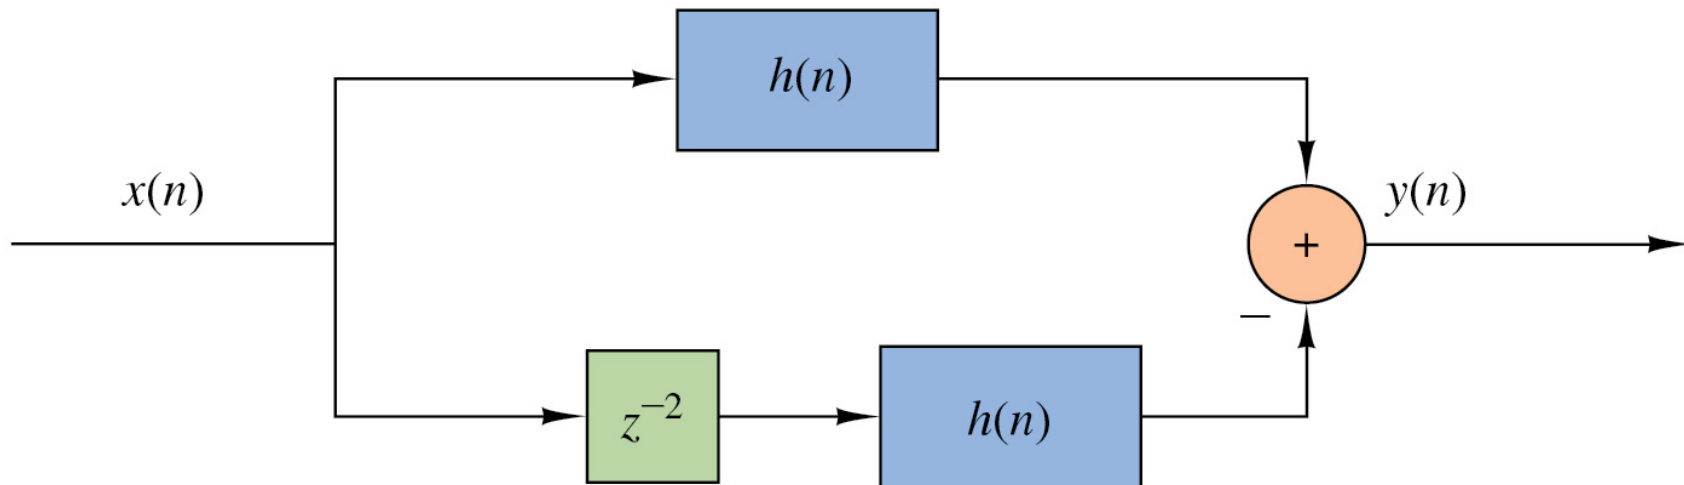 h(n)
x(n)
y(n)
+
−
z⁻²
h(n)